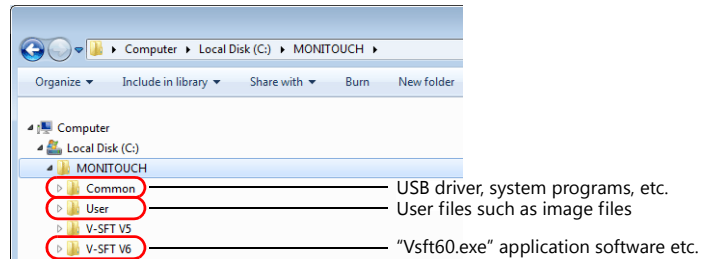 Computer ▸ Local Disk (C:) ▸ MONITOUCH ▸
Organize ▾ Include in library ▾ Share with ▾ Burn New folder
Computer
Local Disk (C:)
MONITOUCH
Common USB driver, system programs, etc.
User User files such as image files
V-SFT V5
V-SFT V6 “Vsft60.exe” application software etc.